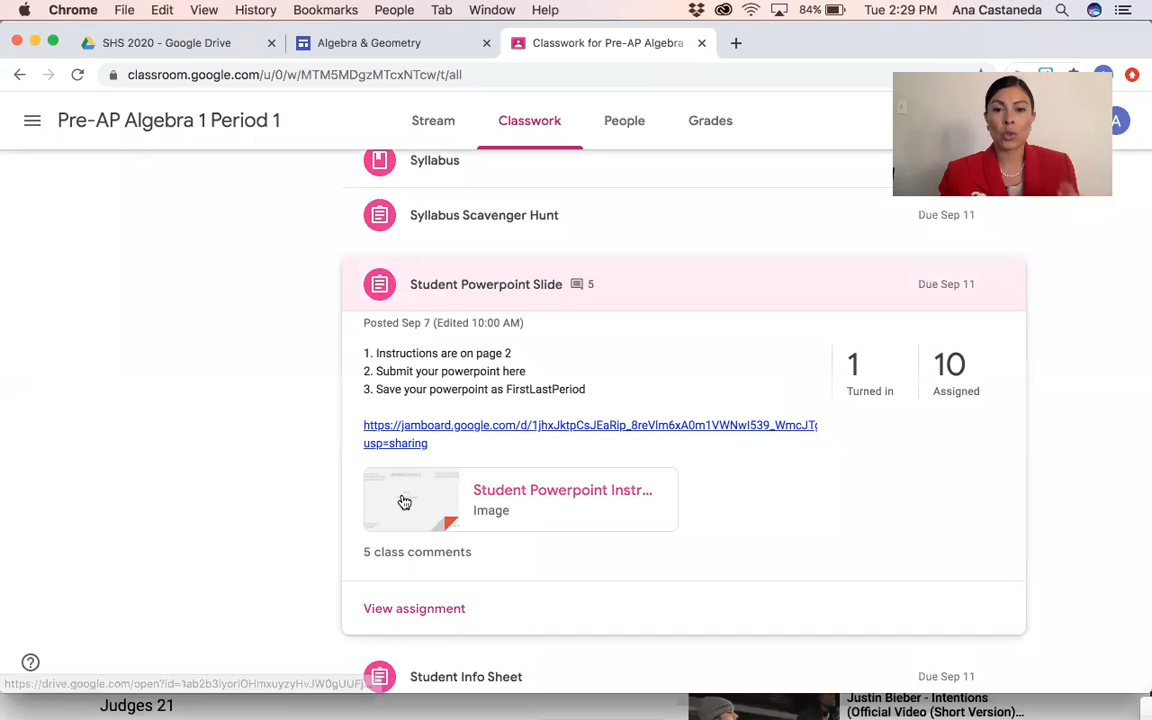 Chrome File Edit View History Bookmarks People Tab Window Help 84% Tue 2:29 PM Ana Castaneda
SHS 2020 - Google Drive Algebra & Geometry Classwork for Pre-AP Algebra
classroom.google.com/u/0/w/MTM5MDgzMTcxNTcw/t/all
Pre-AP Algebra 1 Period 1 Stream Classwork People Grades A
Syllabus
Syllabus Scavenger Hunt Due Sep 11
Student Powerpoint Slide 5 Due Sep 11
Posted Sep 7 (Edited 10:00 AM)
1. Instructions are on page 2
2. Submit your powerpoint here
3. Save your powerpoint as FirstLastPeriod
1 10
Turned in Assigned
https://jamboard.google.com/d/1jhxJktpCsJEaRip_8reVlm6xA0m1VWNwI539_WmcJTg
usp=sharing
Student Powerpoint Instr...
Image
5 class comments
View assignment
Student Info Sheet Due Sep 11
Judges 21
Justin Bieber - Intentions
(Official Video (Short Version)...